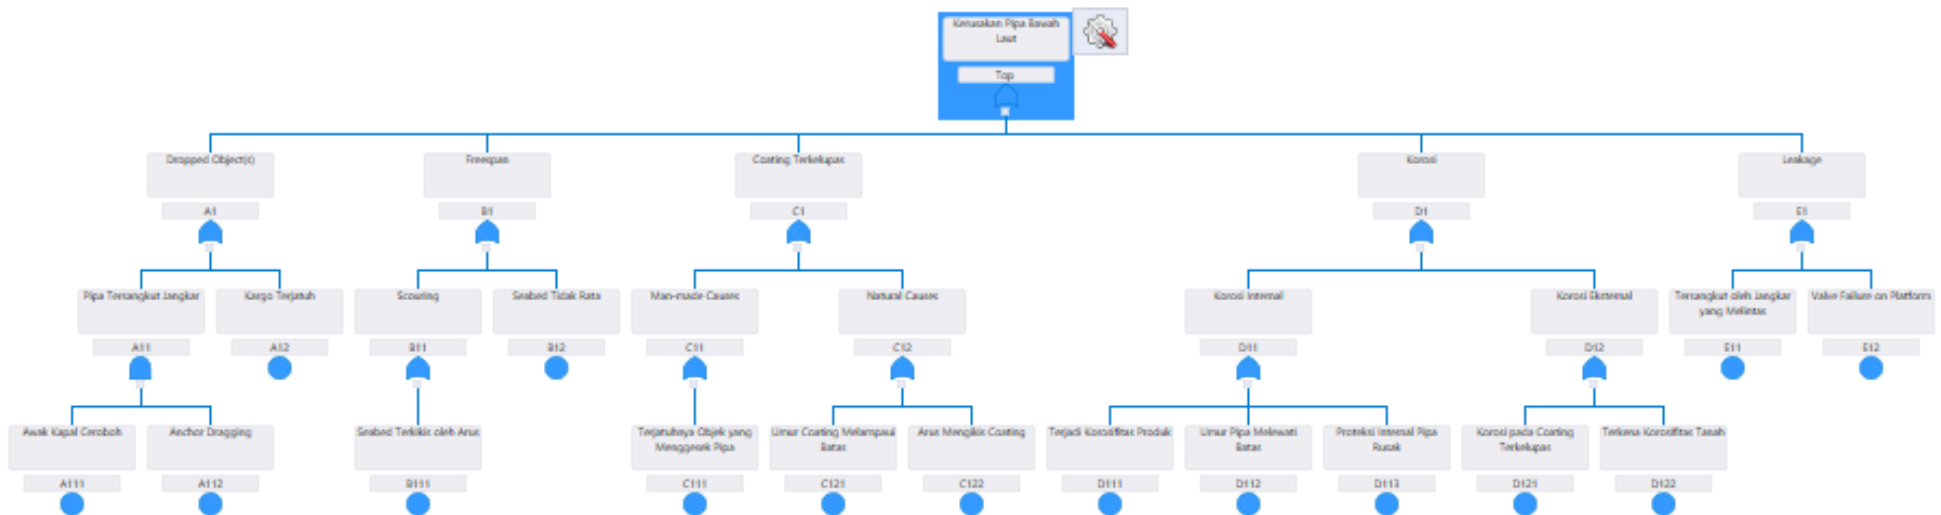 Kerusakan Pipa Bawah
Laut
Top
Dropped Object(s)
Freespan
Coating Terkelupas
Korosi
Leakage
A1
B1
C1
D1
E1
Pipa Tersangkut Jangkar
Kargo Terjatuh
Scouring
Seabed Tidak Rata
Man-made Causes
Natural Causes
Korosi Internal
Korosi Eksternal
Tersangkut oleh Jangkar
yang Melintas
Valve Failure on Platform
A11
A12
B11
B12
C11
C12
D11
D12
E11
E12
Awak Kapal Ceroboh
Anchor Dragging
Seabed Terkikis oleh Arus
Terjatuhnya Objek yang
Menggesek Pipa
Umur Coating Melampaui
Batas
Arus Mengikis Coating
Terjadi Korosifitas Produk
Umur Pipa Melewati
Batas
Proteksi Internal Pipa
Rusak
Korosi pada Coating
Terkelupas
Terkena Korosifitas Tanah
A111
A112
B111
C111
C121
C122
D111
D112
D113
D121
D122